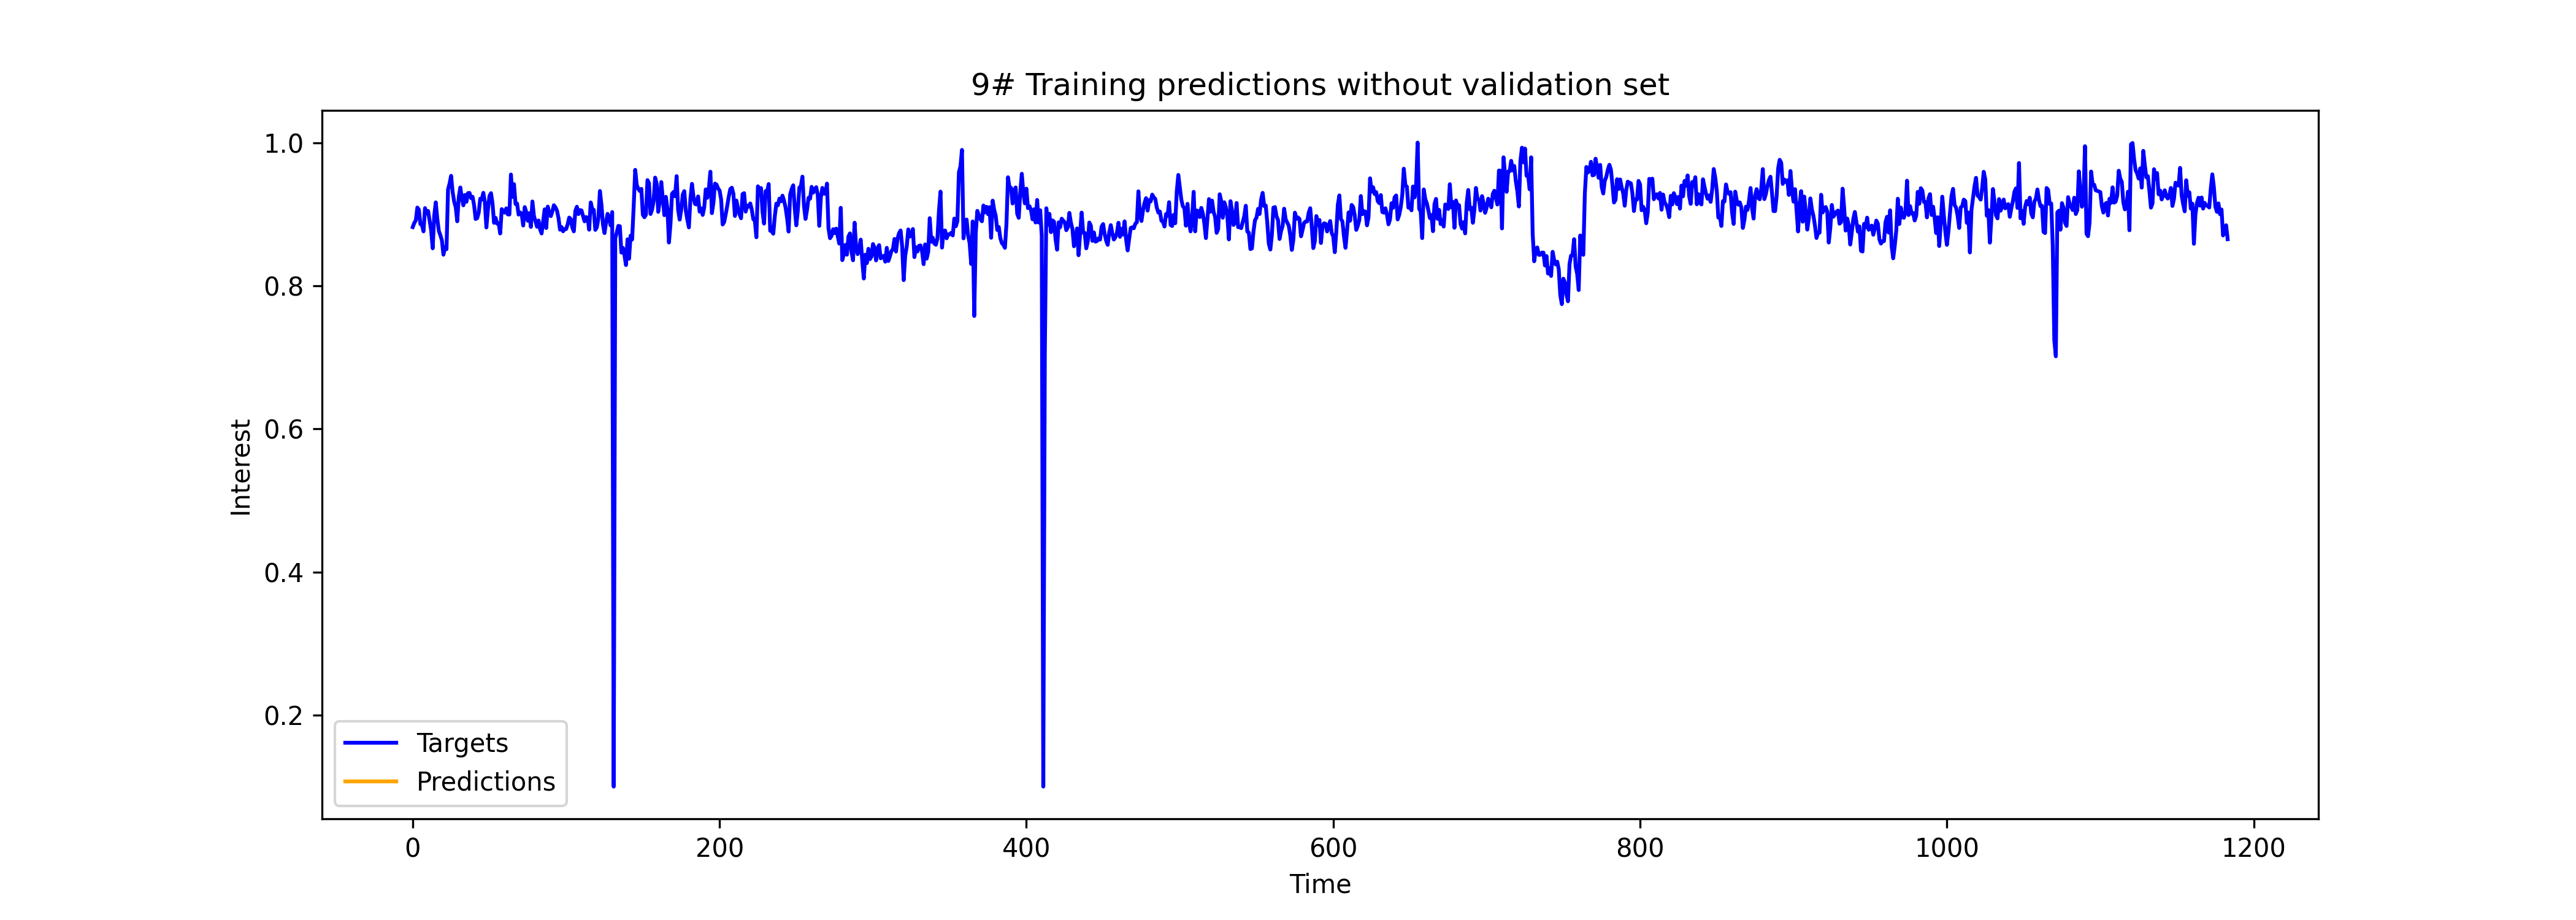 9# Training predictions without validation set
1.0
0.8
0.6
0.4
0.2
Interest
Targets
Predictions
0 200 400 600 800 1000 1200
Time